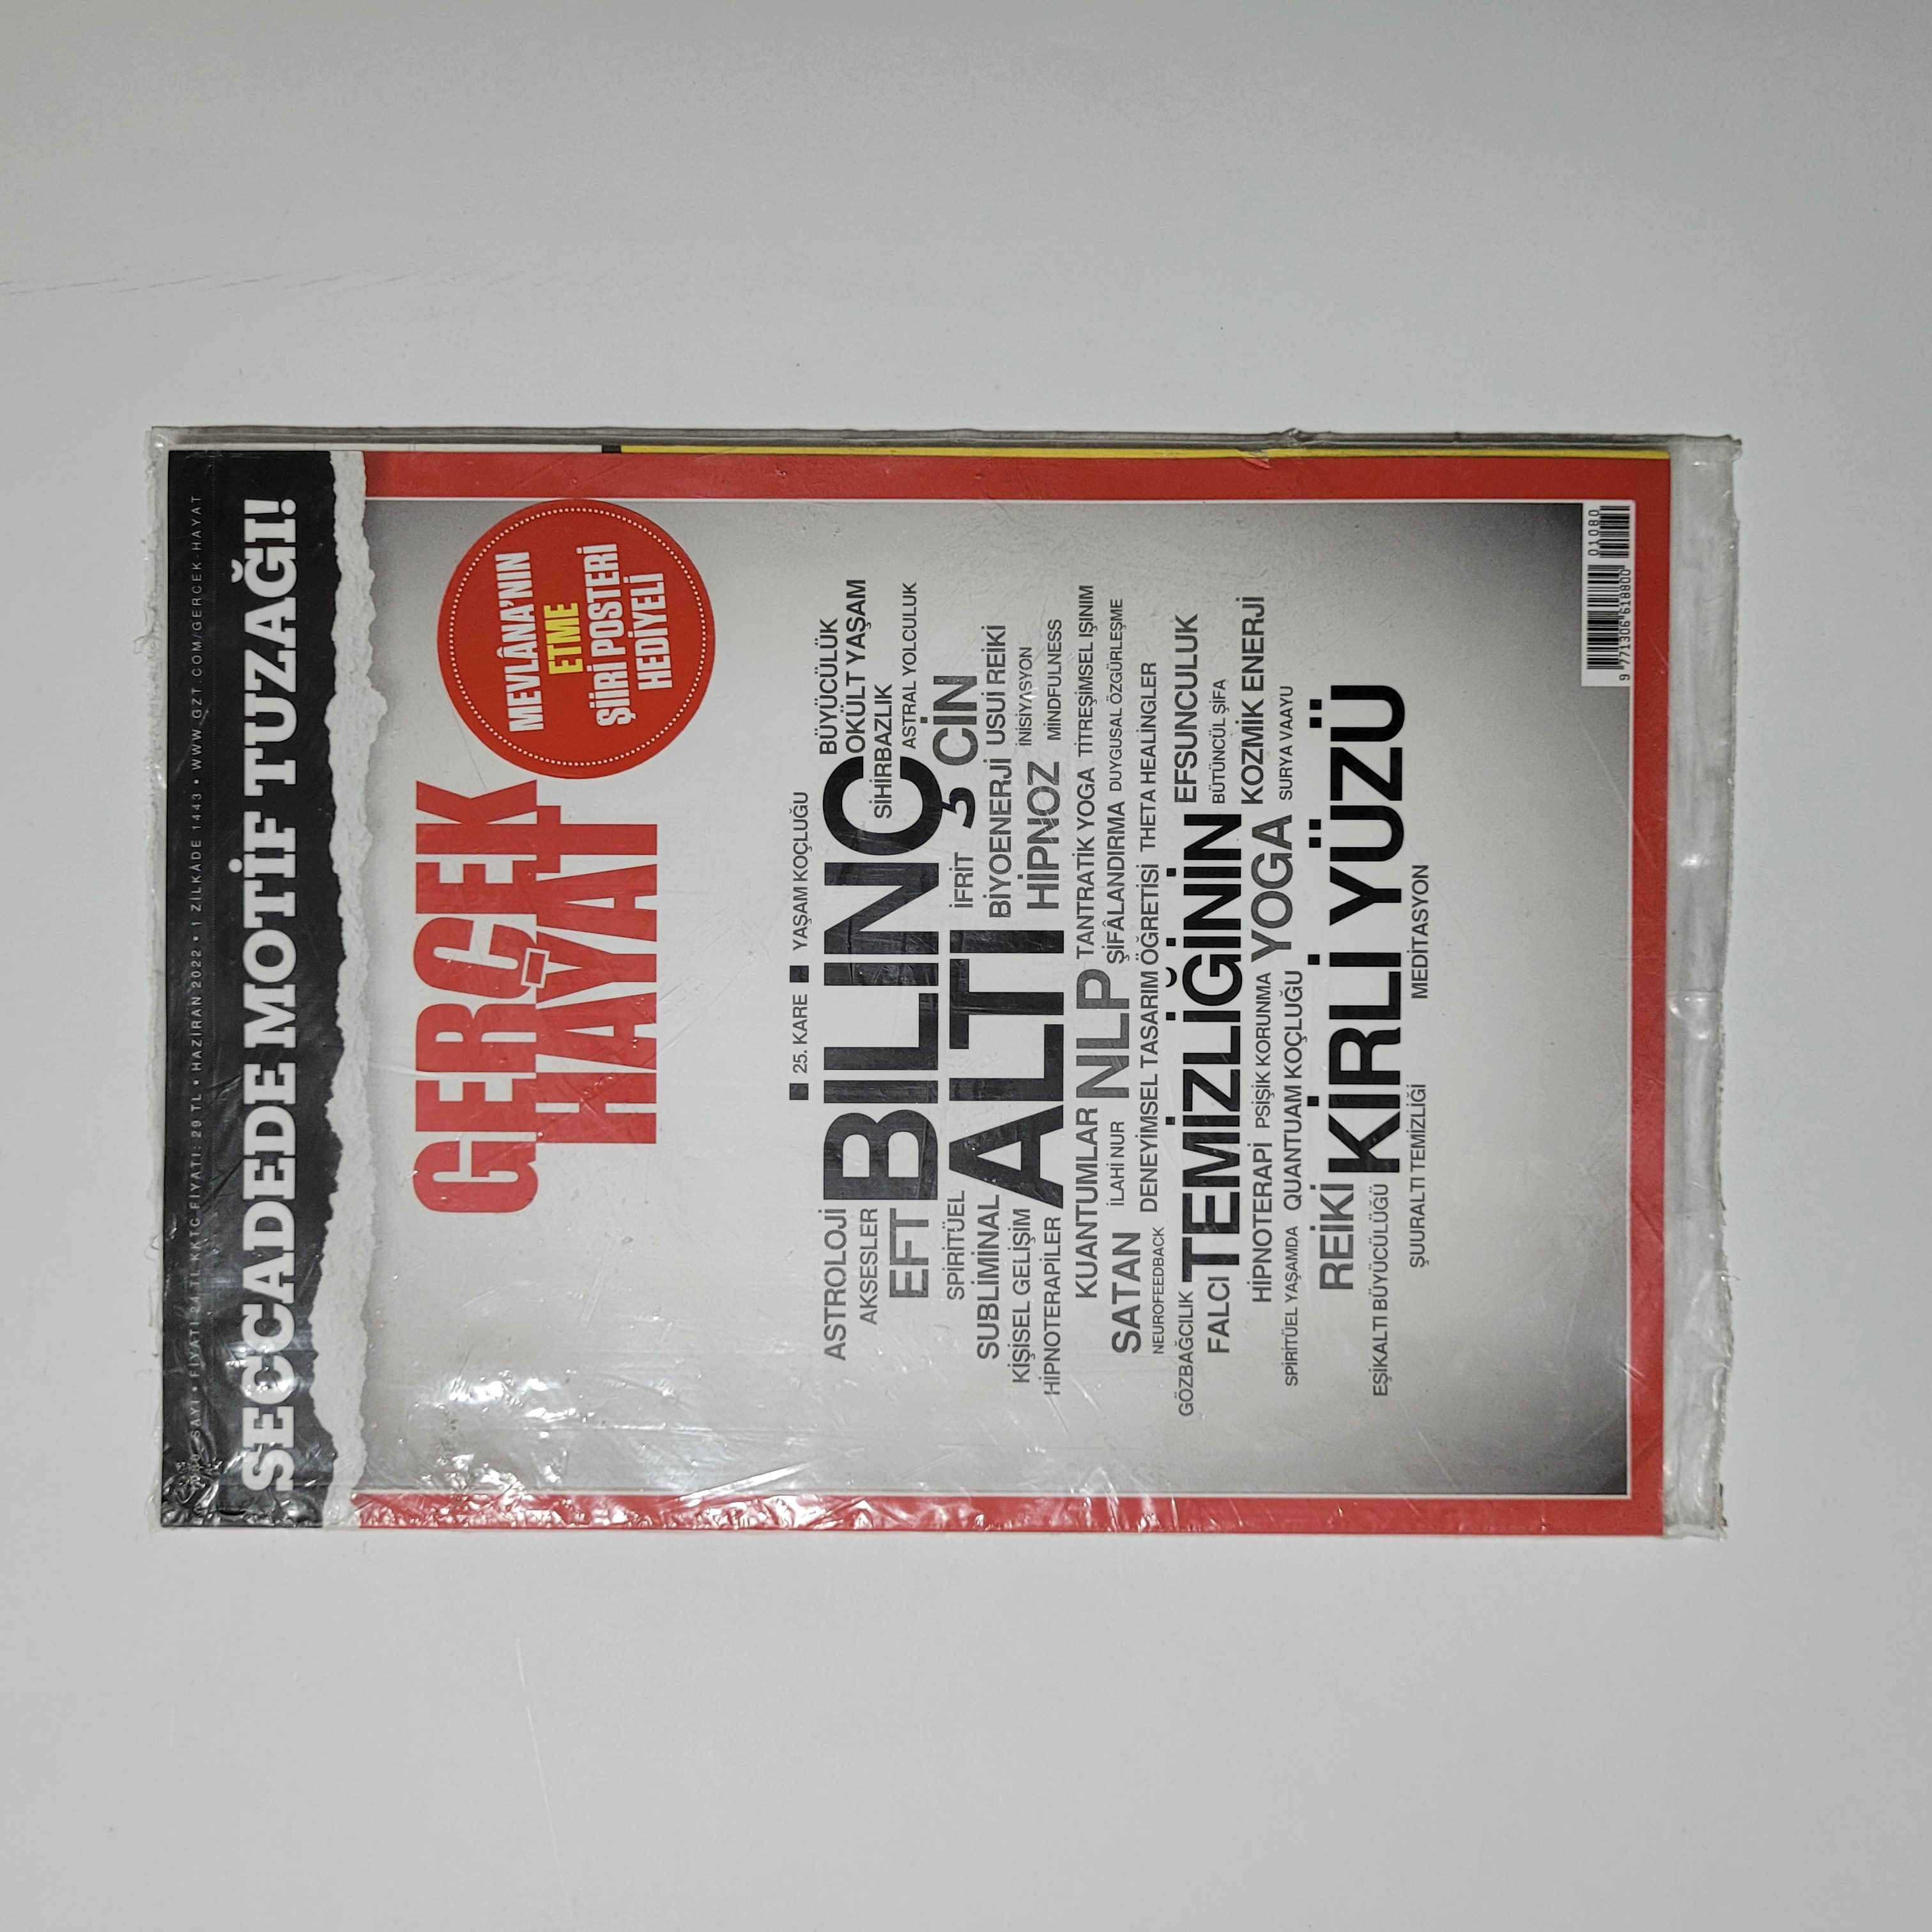 SAYI • FİYATI 24 TL KKTC FİYATI: 29 TL • HAZİRAN 2022 • 1 ZİLKÂDE 1443 • WWW.GZT.COM/GERCEK-HAYAT
SECCADEDE MOTİF TUZAĞI!
GERÇEK
HAYAT
MEVLÂNA'NIN
ETME
ŞİİRİ POSTERİ
HEDİYELİ
25. KARE YAŞAM KOÇLUĞU
ASTROLOJİ BÜYÜCÜLÜK
AKSESLER OKÜLT YAŞAM
EFT BİLİNÇ SİHİRBAZLIK
ASTRAL YOLCULUK
SPİRİTÜEL İFRİT CİN
SUBLİMİNAL BİYOENERJİ USUİ REİKİ
KİŞİSEL GELİŞİM İNİSİYASYON
HİPNOTERAPİLER ALTI HİPNOZ MİNDFULNESS
KUANTUMLAR NLP TANTRATİK YOGA TİTREŞİMSEL IŞINIM
SATAN İLAHİ NUR ŞİFÂLANDIRMA DUYGUSAL ÖZGÜRLEŞME
NEUROFEEDBACK DENEYİMSEL TASARIM ÖĞRETİSİ THETA HEALİNGLER
GÖZBAĞCILIK EFSUNCULUK
FALCI TEMİZLİĞİNİN BÜTÜNCÜL ŞİFA
HİPNOTERAPİ PSİŞİK KORUNMA YOGA KOZMİK ENERJİ
SPİRİTÜEL YAŞAMDA QUANTUAM KOÇLUĞU SURYA VAAYU
REİKİ KİRLİ YÜZÜ
EŞİKALTI BÜYÜCÜLÜĞÜ
ŞUURALTI TEMİZLİĞİ MEDİTASYON
01080
9 771306 618800